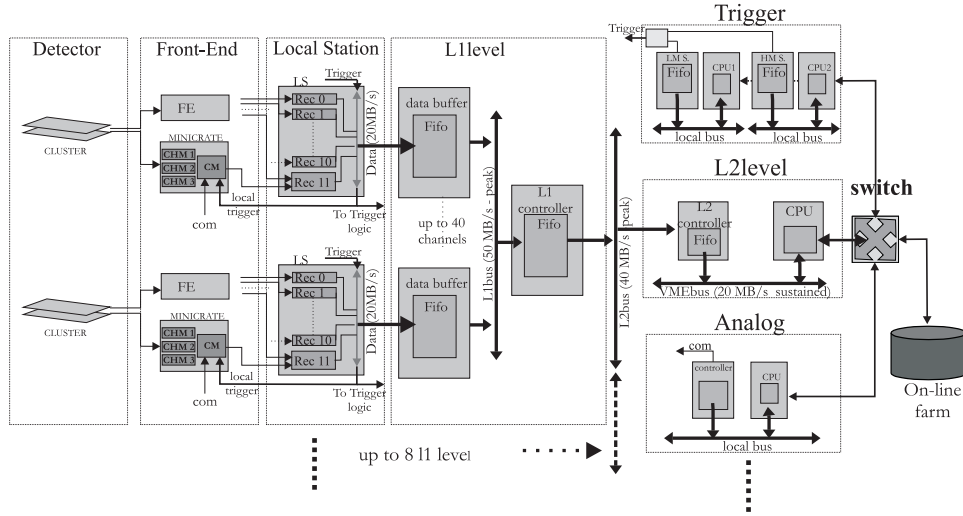 Detector
Front-End
Local Station
L1level
Trigger
L2level
switch
Analog
CLUSTER
FE
MINICRATE
CHM 1
CHM 2
CHM 3
CM
com
local
trigger
LS
Trigger
Rec 0
Rec 1
Rec 10
Rec 11
Data (20MB/s)
To Trigger
logic
data buffer
Fifo
up to 40
channels
L1bus (50 MB/s - peak)
L1
controller
Fifo
L2bus (40 MB/s - peak)
CLUSTER
FE
MINICRATE
CHM 1
CHM 2
CHM 3
CM
com
local
trigger
LS
Trigger
Rec 0
Rec 1
Rec 10
Rec 11
Data (20MB/s)
To Trigger
logic
data buffer
Fifo
up to 8 l1 level
Trigger
LM S.
Fifo
CPU1
HM S.
Fifo
CPU2
local bus
local bus
L2
controller
Fifo
CPU
VMEbus (20 MB/s sustained)
com
controller
CPU
local bus
On-line
farm